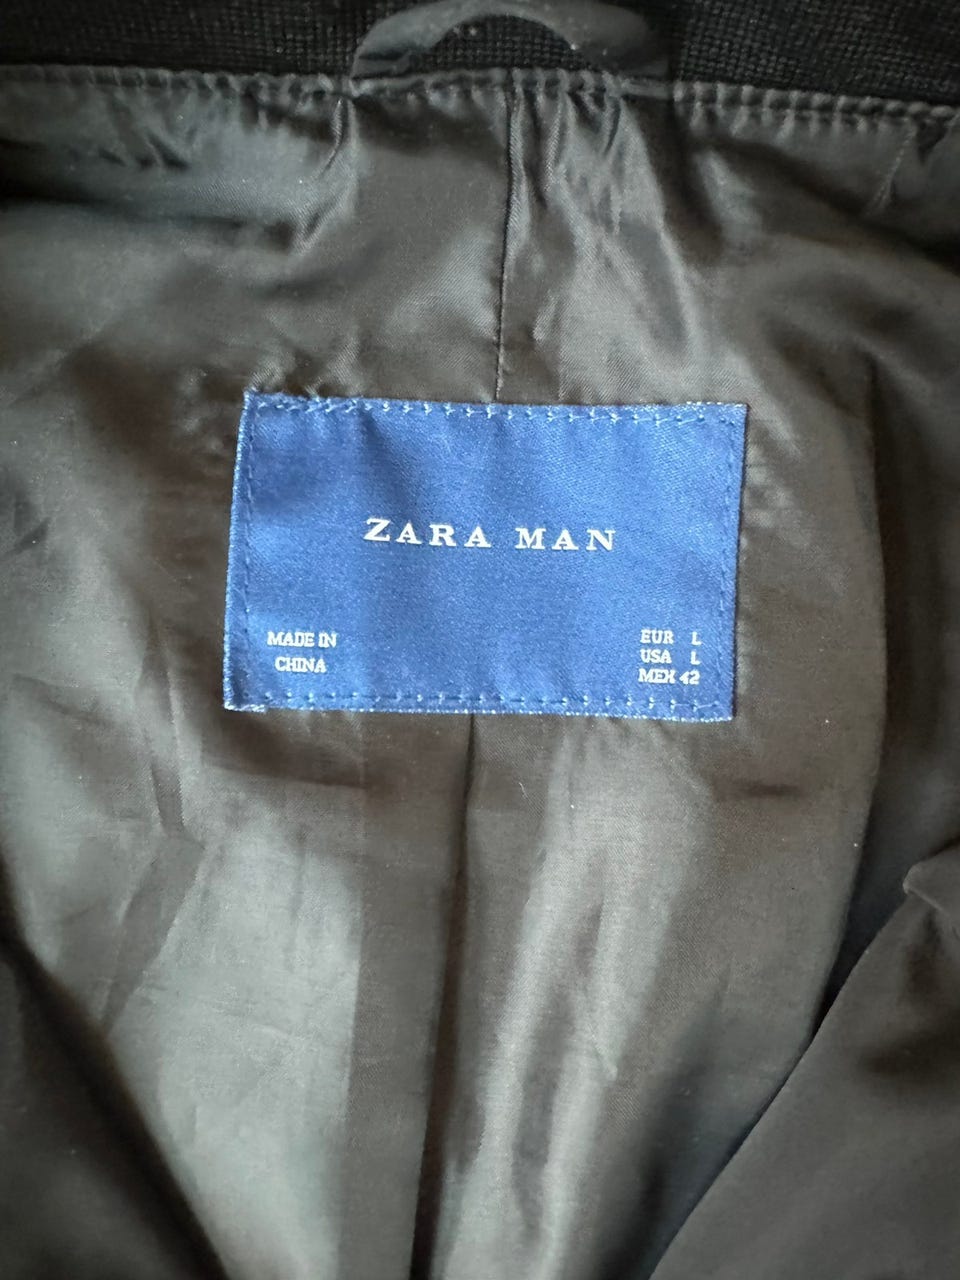 ZARA MAN
MADE IN
CHINA
EUR L
USA L
MEX 42